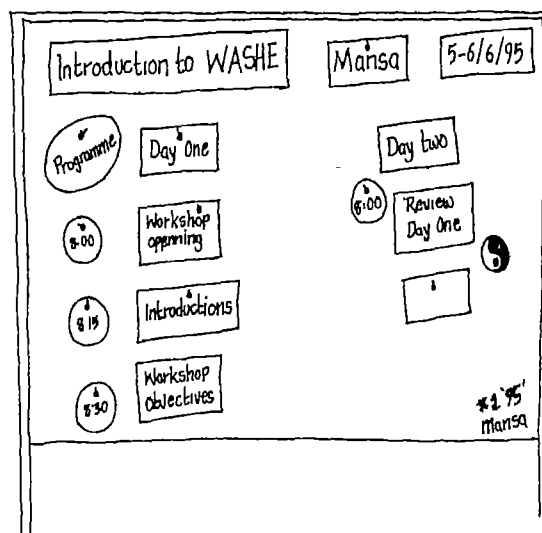 Introduction to WASHE
Mansa
5-6/6/95
Programme
Day One
8.00
Workshop
openning
8 15
Introductions
8.30
Workshop
Objectives
Day two
8:00
Review
Day One
'95'
Mansa